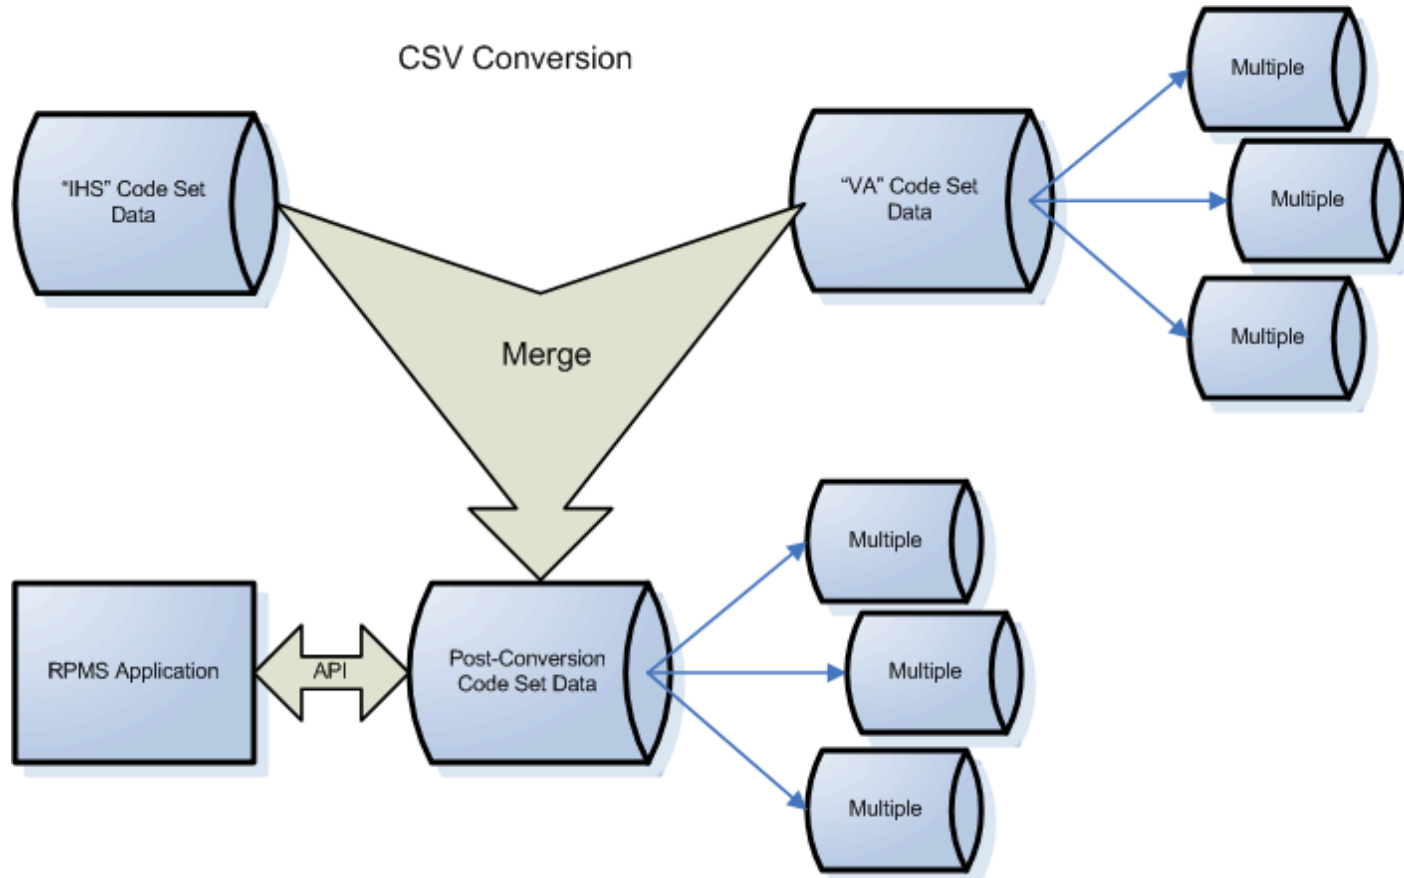 CSV Conversion
Multiple
“IHS” Code Set
Data
“VA” Code Set
Data
Multiple
Multiple
Merge
Multiple
RPMS Application
API
Post-Conversion
Code Set Data
Multiple
Multiple